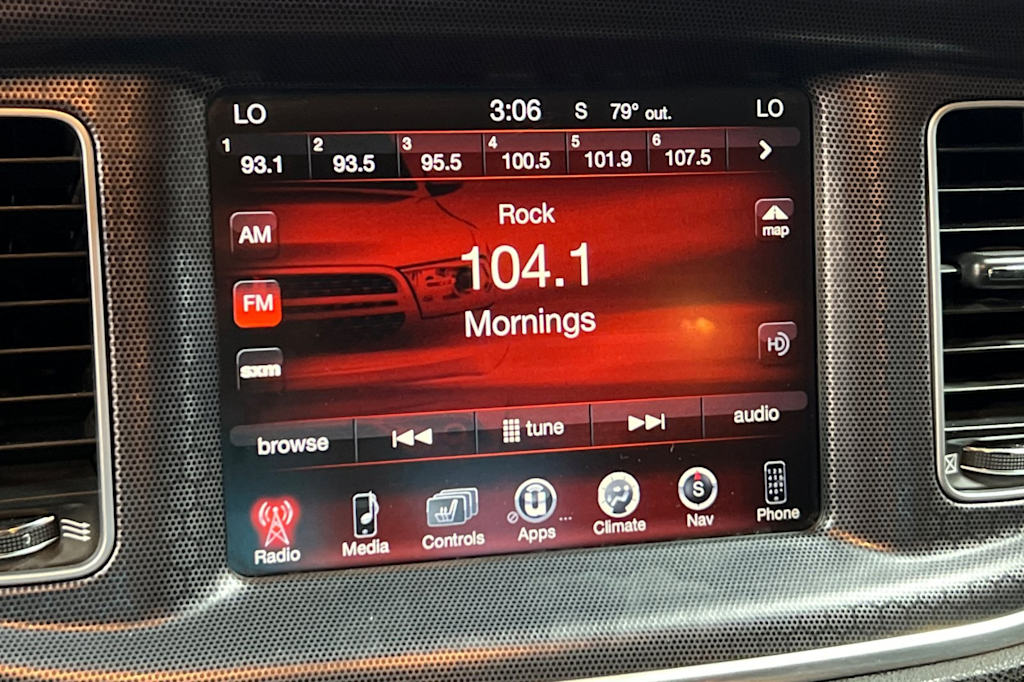 LO 3:06 S 79° out. LO
1 93.1 2 93.5 3 95.5 4 100.5 5 101.9 6 107.5
Rock
AM
map
104.1
FM
Mornings
HD
sxm
browse tune audio
Radio Media Controls Apps Climate Nav Phone